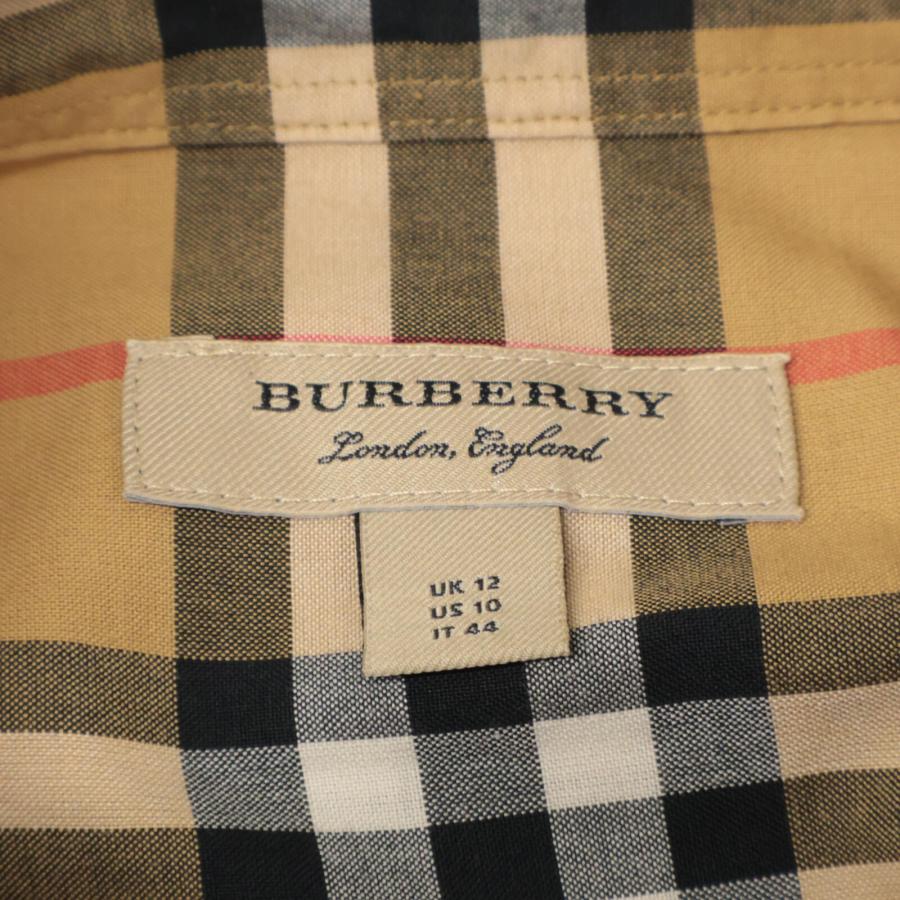 BURBERRY
London, England
UK 12
US 10
IT 44